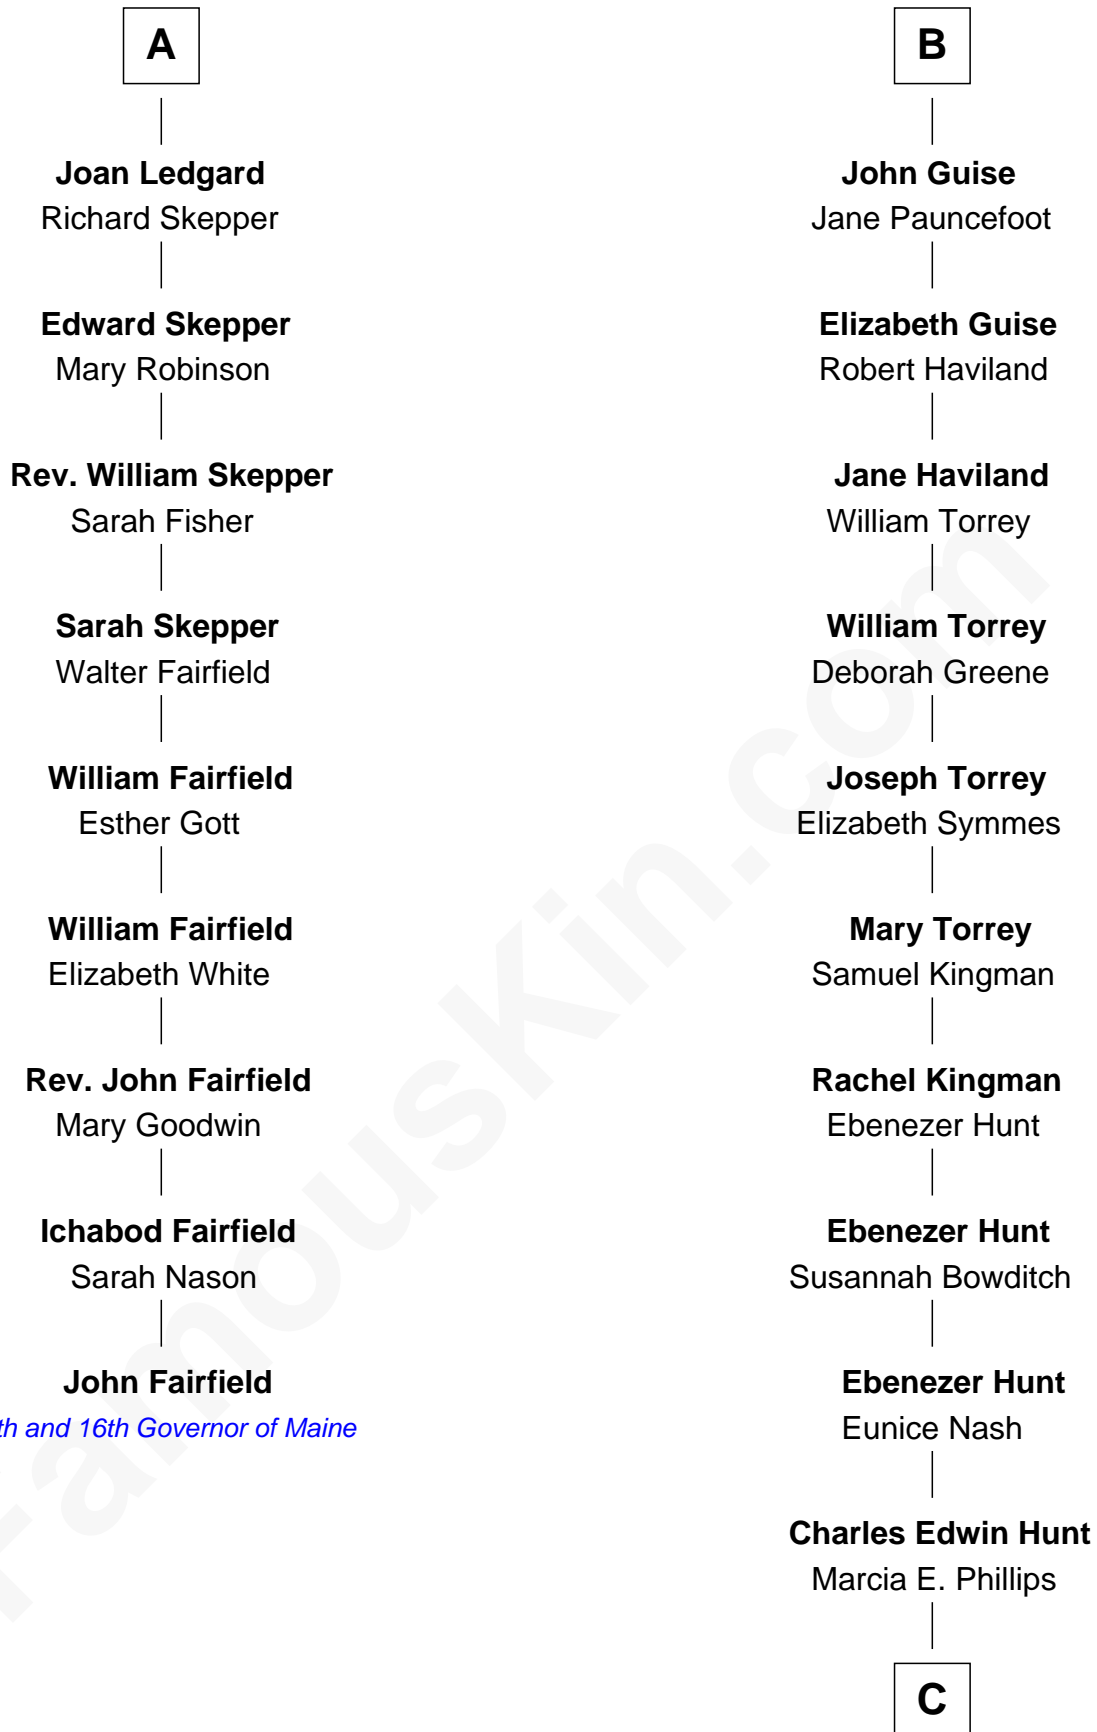 A
Joan Ledgard
Richard Skepper
Edward Skepper
Mary Robinson
Rev. William Skepper
Sarah Fisher
Sarah Skepper
Walter Fairfield
William Fairfield
Esther Gott
William Fairfield
Elizabeth White
Rev. John Fairfield
Mary Goodwin
Ichabod Fairfield
Sarah Nason
John Fairfield
th and 16th Governor of Maine
B
John Guise
Jane Pauncefoot
Elizabeth Guise
Robert Haviland
Jane Haviland
William Torrey
William Torrey
Deborah Greene
Joseph Torrey
Elizabeth Symmes
Mary Torrey
Samuel Kingman
Rachel Kingman
Ebenezer Hunt
Ebenezer Hunt
Susannah Bowditch
Ebenezer Hunt
Eunice Nash
Charles Edwin Hunt
Marcia E. Phillips
C
FamousKin.com